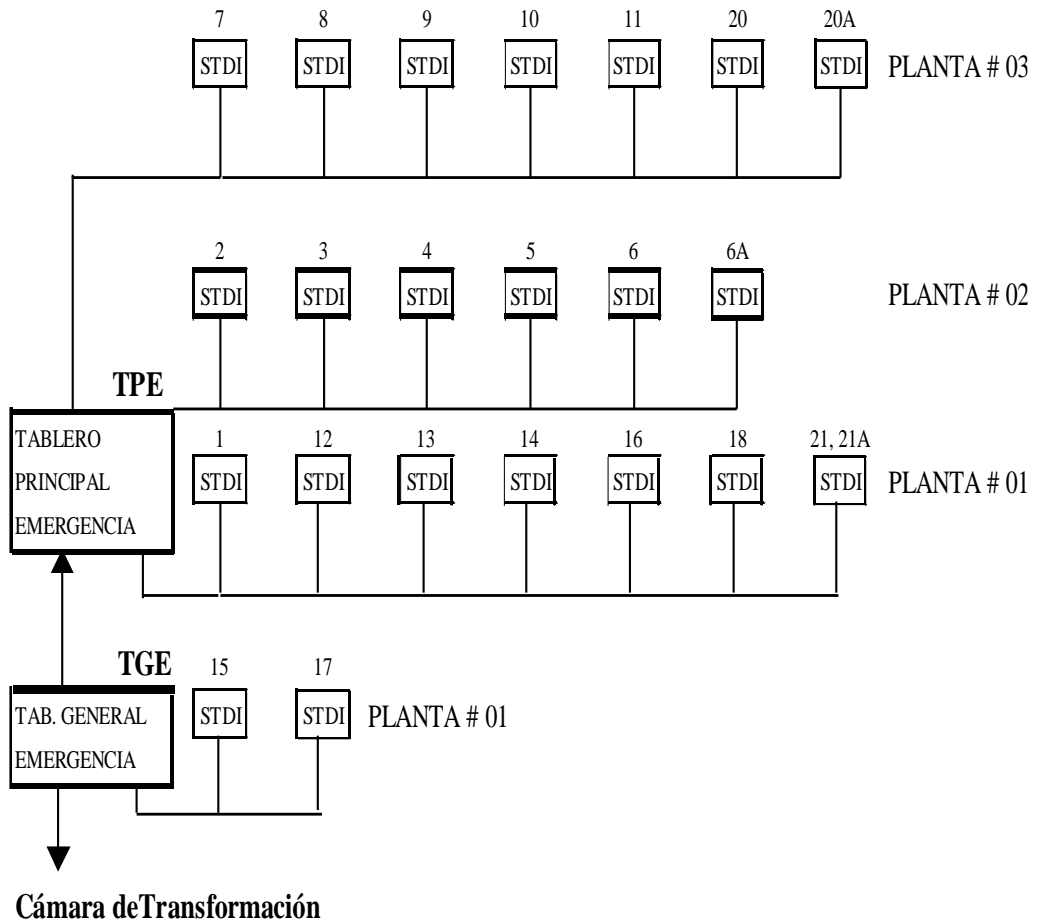 7 8 9 10 11 20 20A
STDI STDI STDI STDI STDI STDI STDI PLANTA # 03
2 3 4 5 6 6A
STDI STDI STDI STDI STDI STDI PLANTA # 02
TPE
TABLERO
PRINCIPAL
EMERGENCIA
1 12 13 14 16 18 21, 21A
STDI STDI STDI STDI STDI STDI STDI PLANTA # 01
TGE
15 17
TAB. GENERAL
EMERGENCIA
STDI STDI PLANTA # 01
Cámara deTransformación